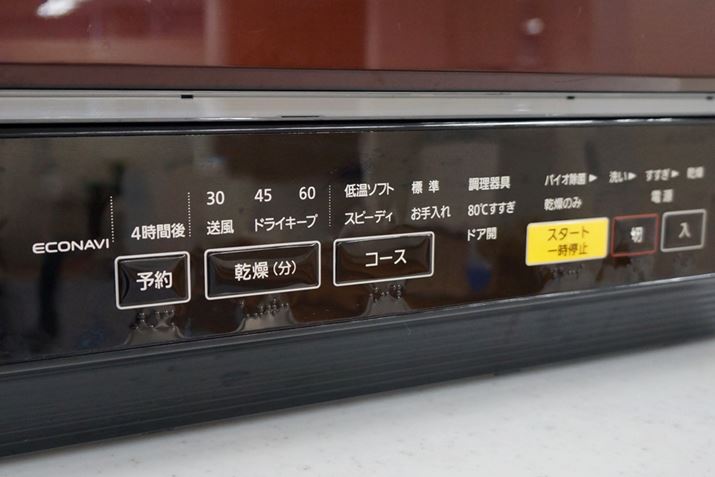 ECONAVI
4時間後
予約
30 45 60
送風 ドライキープ
乾燥(分)
低温ソフト 標準
スピーディ お手入れ
コース
調理器具
80℃すすぎ
ドア開
バイオ除菌▶ 洗い▶ すすぎ▶ 乾燥
乾燥のみ
電源
スタート
一時停止
切
入